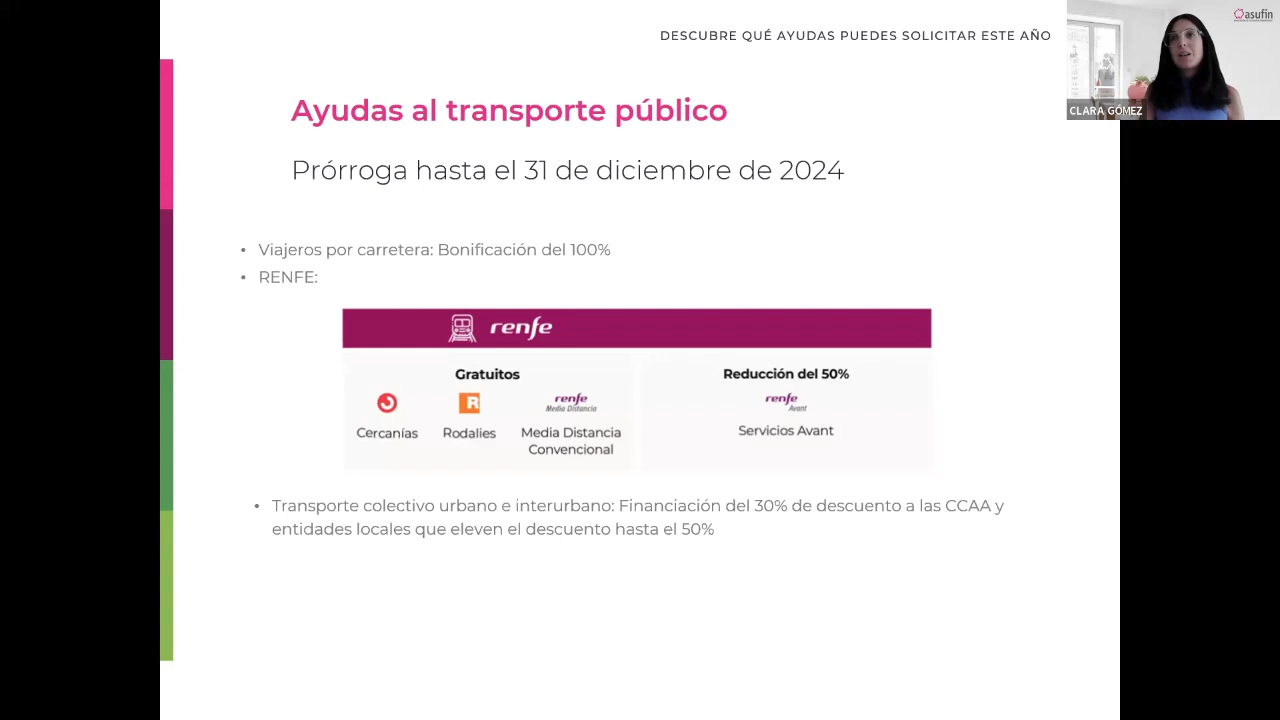 DESCUBRE QUÉ AYUDAS PUEDES SOLICITAR ESTE AÑO
asufin
CLARA GÓMEZ
Ayudas al transporte público
Prórroga hasta el 31 de diciembre de 2024
• Viajeros por carretera: Bonificación del 100%
• RENFE:
renfe
Gratuitos
Cercanías
R
Rodalies
renfe
Media Distancia
Media Distancia
Convencional
Reducción del 50%
renfe
Avant
Servicios Avant
• Transporte colectivo urbano e interurbano: Financiación del 30% de descuento a las CCAA y
entidades locales que eleven el descuento hasta el 50%